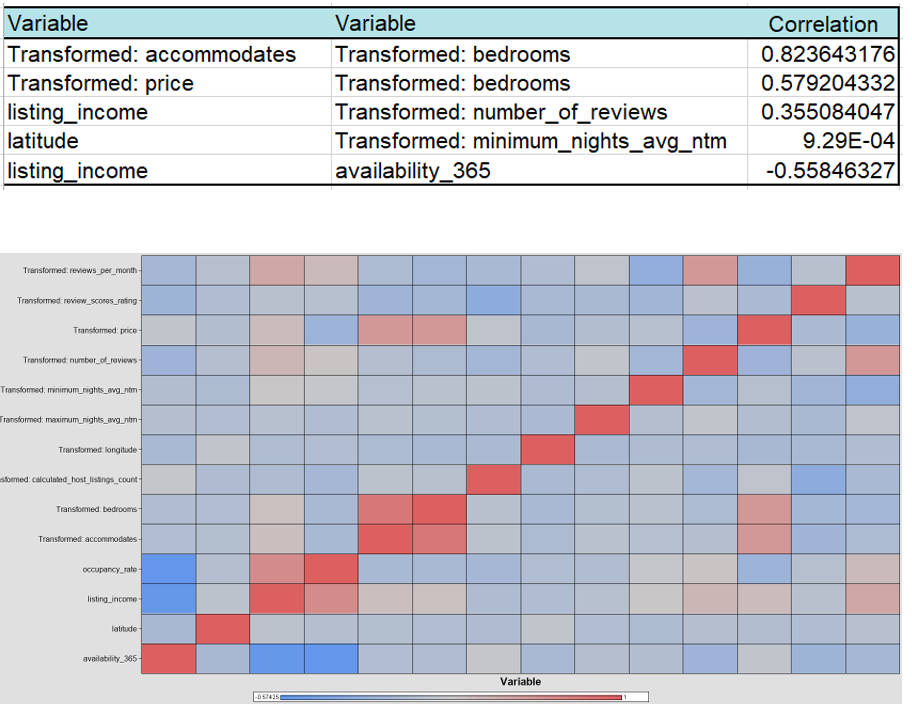 Variable Variable Correlation
Transformed: accommodates Transformed: bedrooms 0.823643176
Transformed: price Transformed: bedrooms 0.579204332
listing_income Transformed: number_of_reviews 0.355084047
latitude Transformed: minimum_nights_avg_ntm 9.29E-04
listing_income availability_365 -0.55846327
Transformed: reviews_per_month
Transformed: review_scores_rating
Transformed: price
Transformed: number_of_reviews
Transformed: minimum_nights_avg_ntm
Transformed: maximum_nights_avg_ntm
Transformed: longitude
sformed: calculated_host_listings_count
Transformed: bedrooms
Transformed: accommodates
occupancy_rate
listing_income
latitude
availability_365
Variable
-0.57425 1